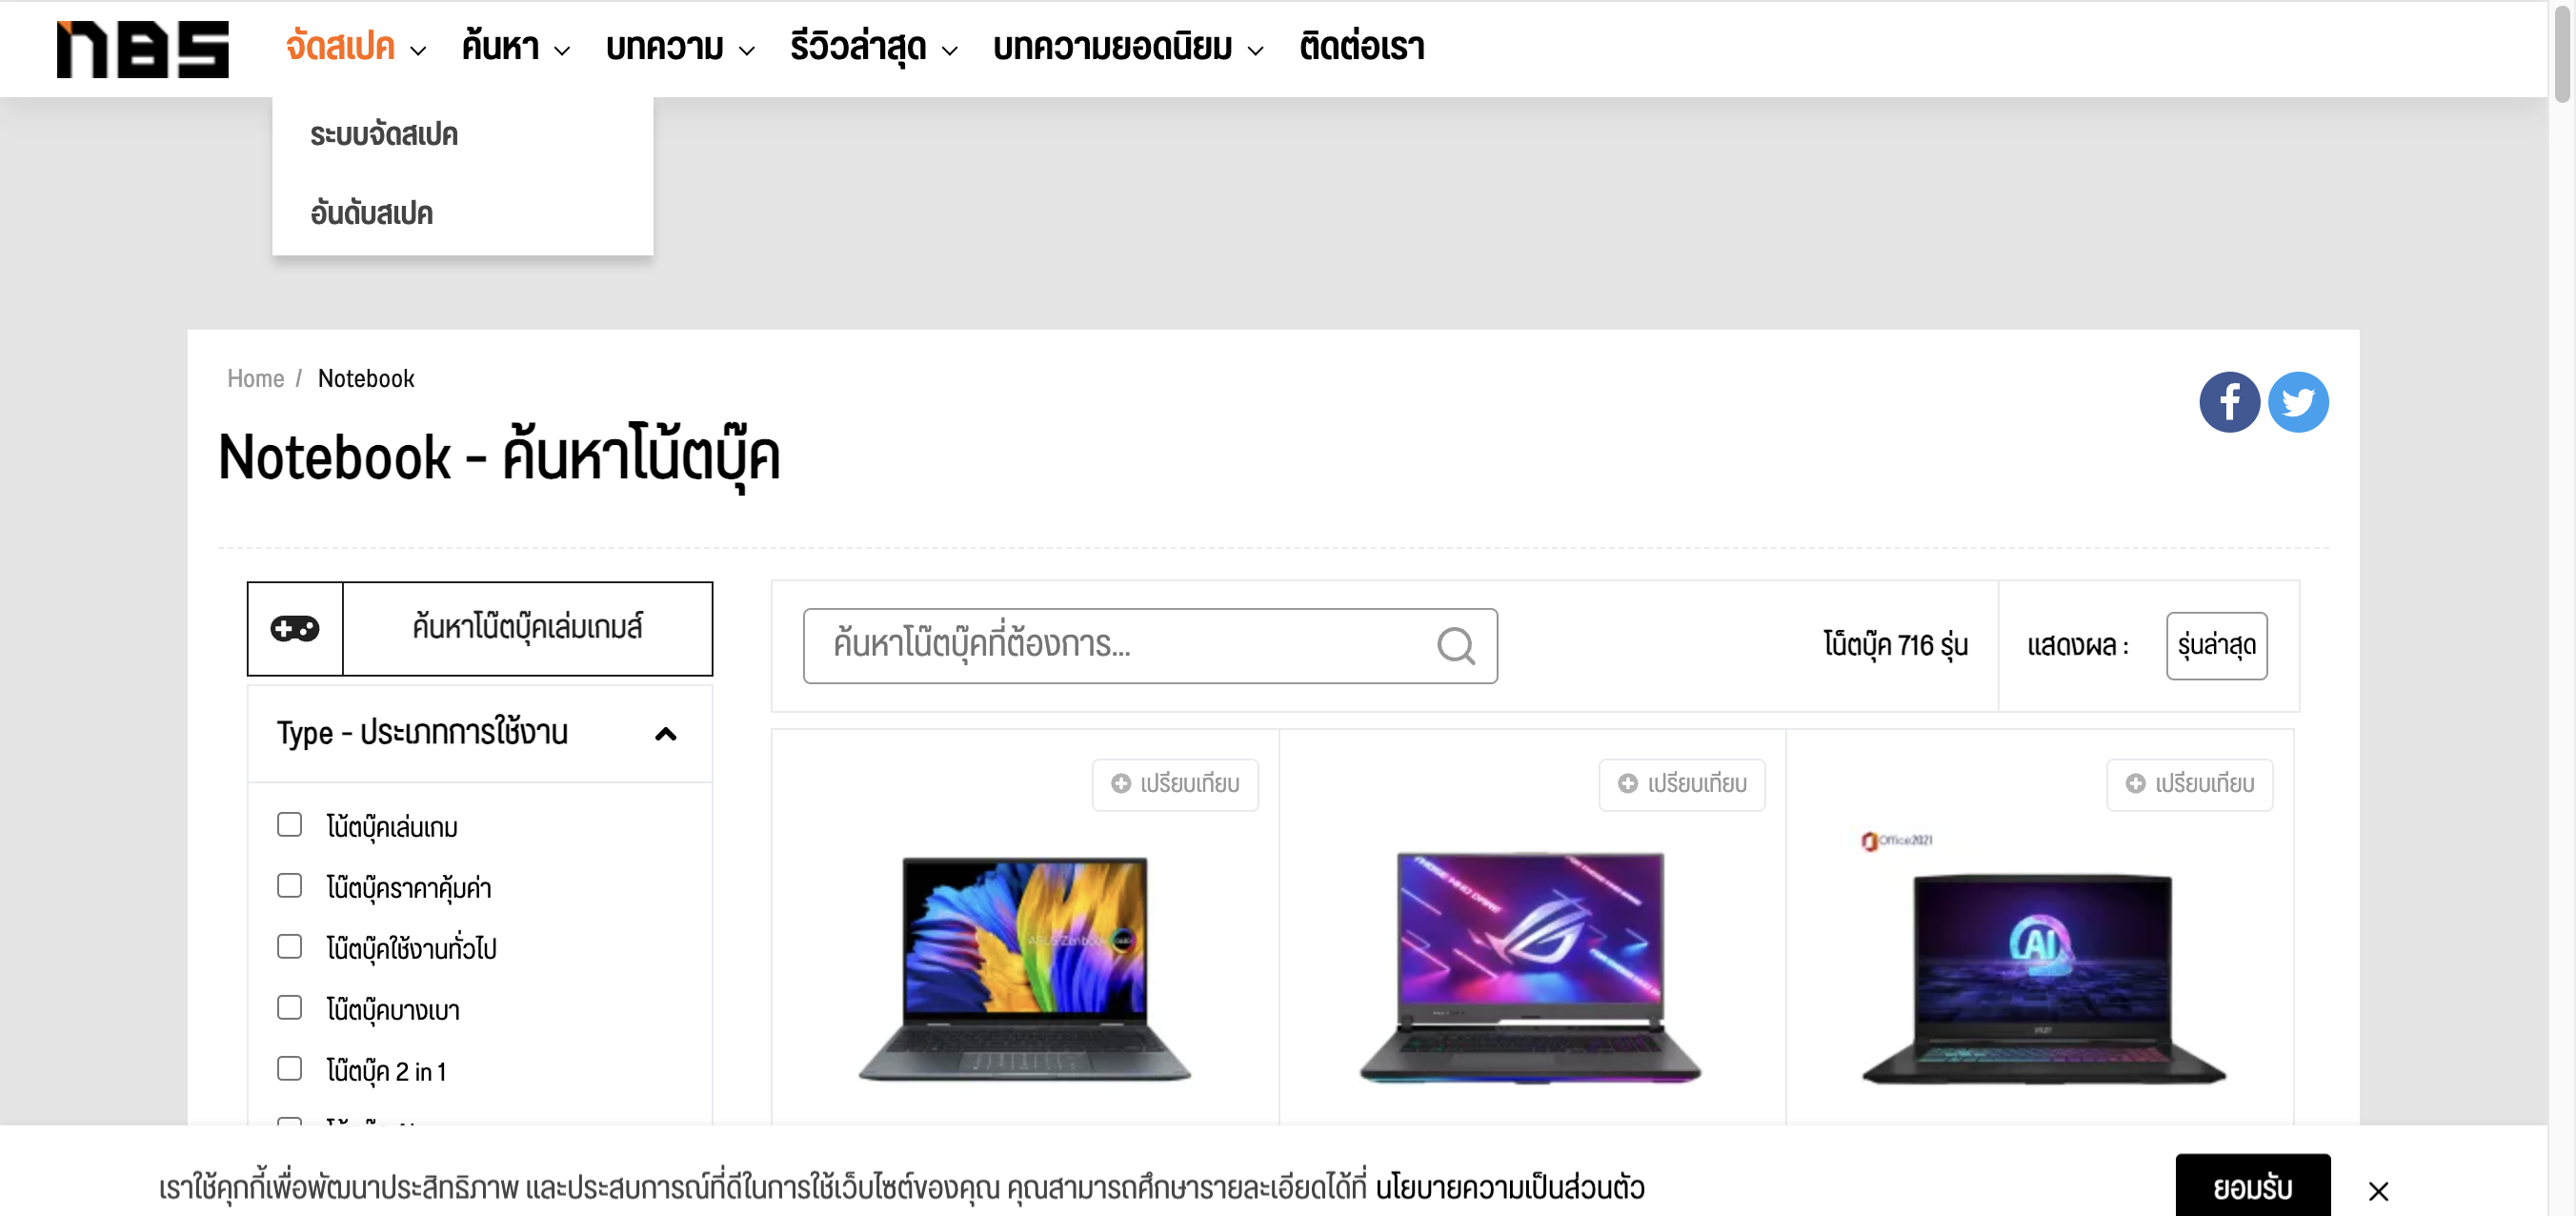 nBS
จัดสเปค ค้นหา บทความ รีวิวล่าสุด บทความยอดนิยม ติดต่อเรา
ระบบจัดสเปค
อันดับสเปค
Home / Notebook
Notebook - ค้นหาโน้ตบุ๊ค
ค้นหาโน๊ตบุ๊คเล่มเกมส์
ค้นหาโน๊ตบุ๊คที่ต้องการ...
โน็ตบุ๊ค 716 รุ่น
แสดงผล :
รุ่นล่าสุด
Type - ประเภทการใช้งาน
โน้ตบุ๊คเล่นเกม
โน๊ตบุ๊คราคาคุ้มค่า
โน๊ตบุ๊คใช้งานทั่วไป
โน๊ตบุ๊คบางเบา
โน๊ตบุ๊ค 2 in 1
เปรียบเทียบ
ASUS Zenbook
เปรียบเทียบ
เปรียบเทียบ
Office2021
AI
เราใช้คุกกี้เพื่อพัฒนาประสิทธิภาพ และประสบการณ์ที่ดีในการใช้เว็บไซต์ของคุณ คุณสามารถศึกษารายละเอียดได้ที่ นโยบายความเป็นส่วนตัว
ยอมรับ